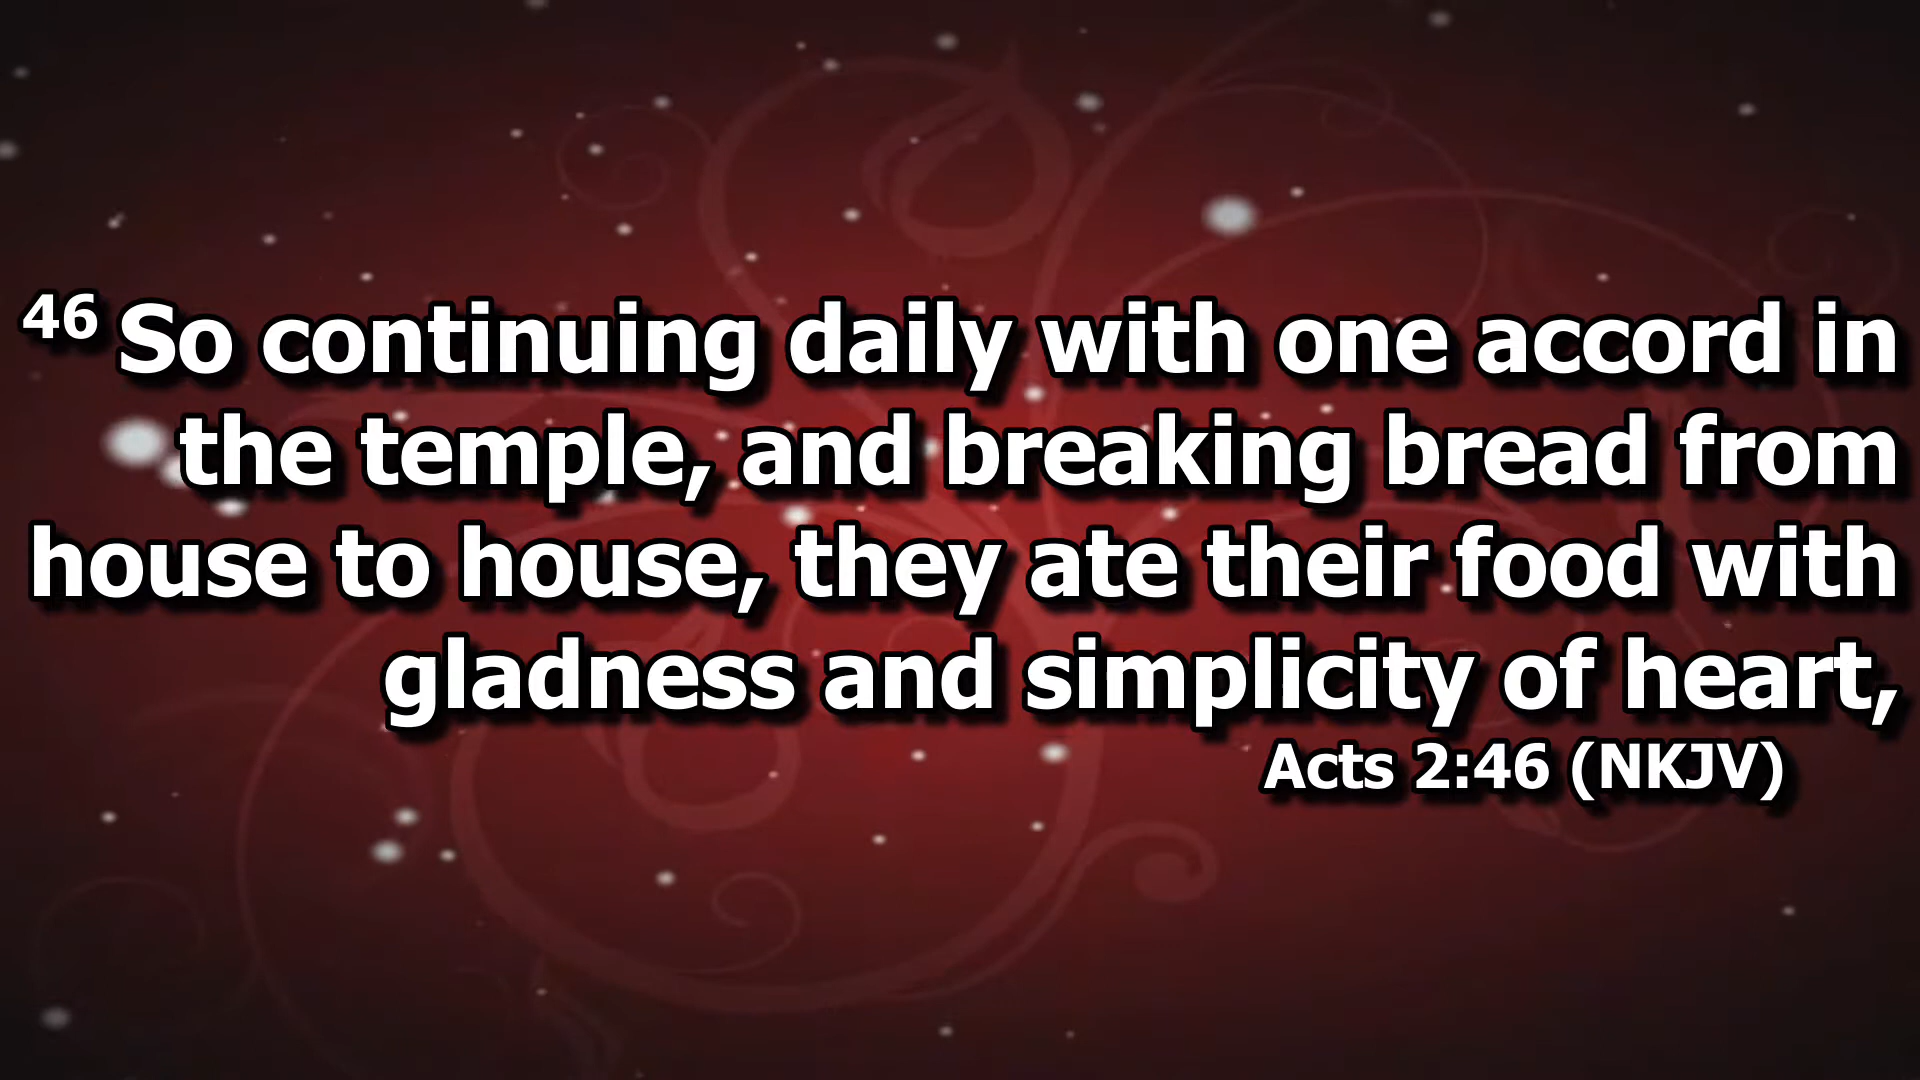 46 So continuing daily with one accord in
the temple, and breaking bread from
house to house, they ate their food with
gladness and simplicity of heart,
Acts 2:46 (NKJV)